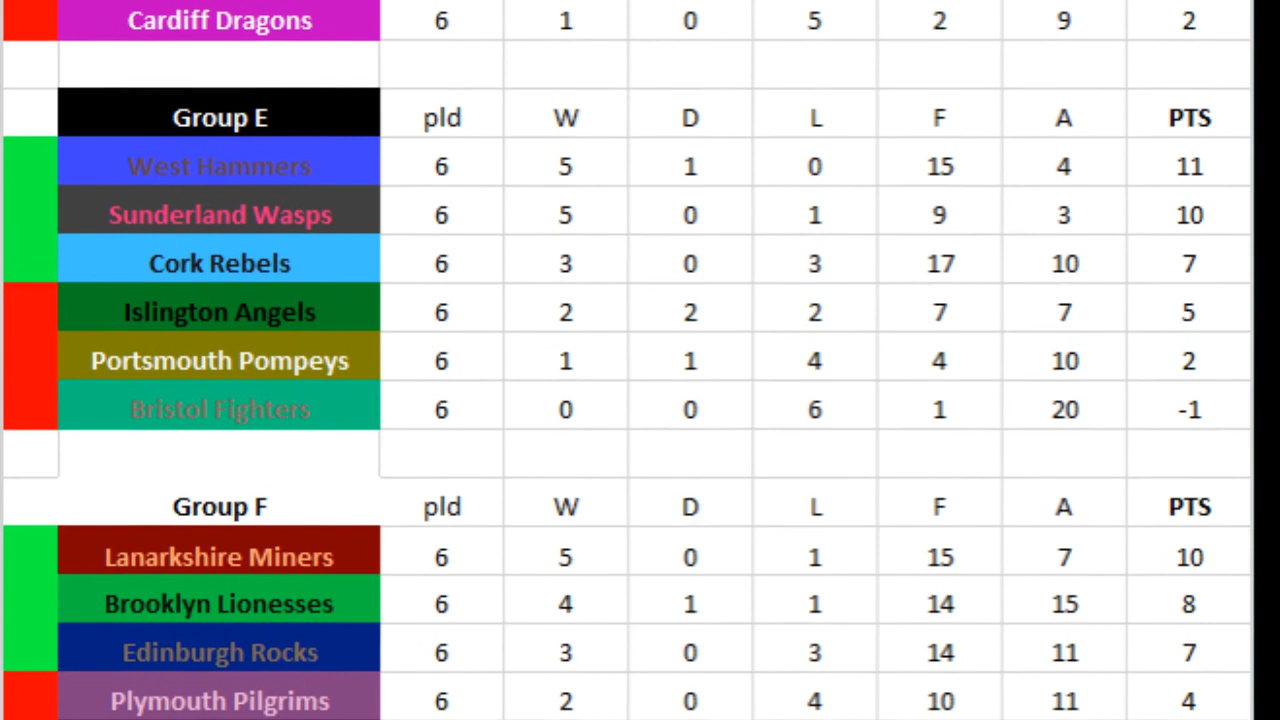 Cardiff Dragons 6 1 0 5 2 9 2
Group E pld W D L F A PTS
West Hammers 6 5 1 0 15 4 11
Sunderland Wasps 6 5 0 1 9 3 10
Cork Rebels 6 3 0 3 17 10 7
Islington Angels 6 2 2 2 7 7 5
Portsmouth Pompeys 6 1 1 4 4 10 2
Bristol Fighters 6 0 0 6 1 20 -1
Group F pld W D L F A PTS
Lanarkshire Miners 6 5 0 1 15 7 10
Brooklyn Lionesses 6 4 1 1 14 15 8
Edinburgh Rocks 6 3 0 3 14 11 7
Plymouth Pilgrims 6 2 0 4 10 11 4